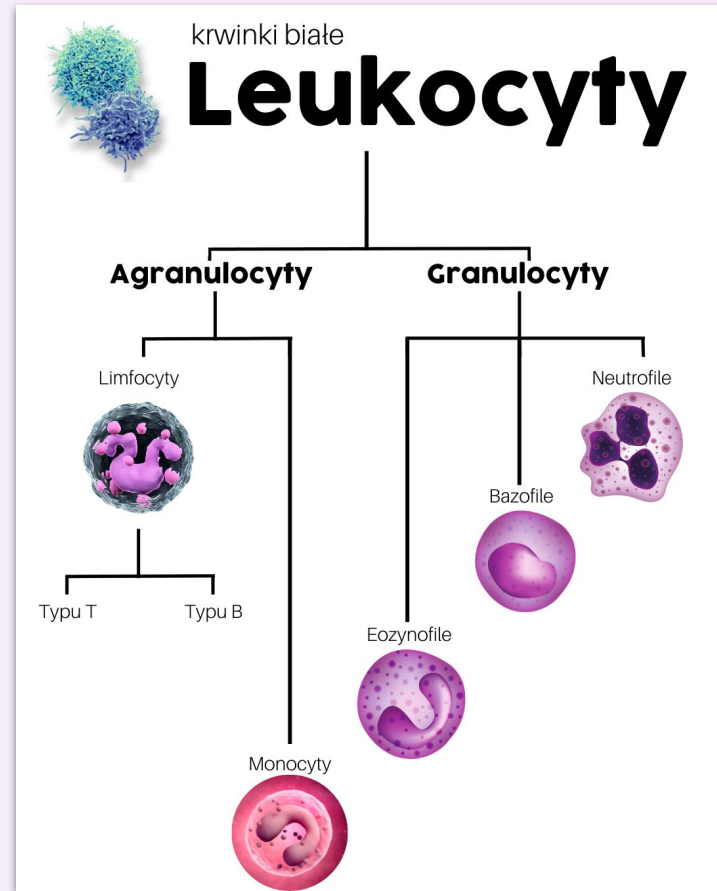 krwinki białe
Leukocyty
Agranulocyty
Granulocyty
Limfocyty
Neutrofile
Bazofile
Typu T
Typu B
Eozynofile
Monocyty